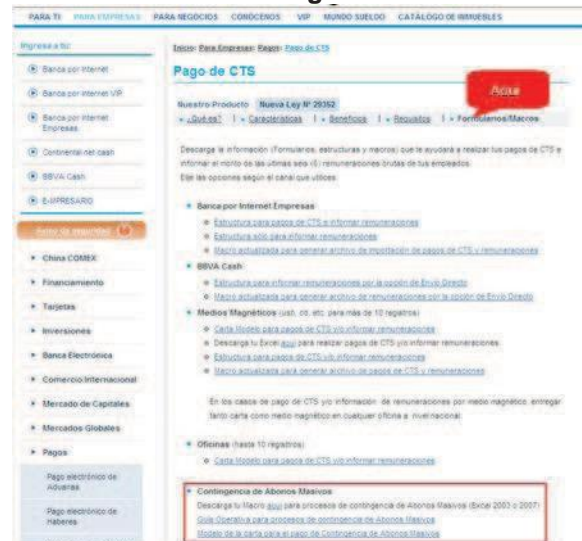 PARA TI PARA EMPRESAS PARA NEGOCIOS CONÓCENOS VIP MUNDO SUELDO CATÁLOGO DE INMUEBLES
Ingresa a tu:
Banca por Internet
Banca por Internet VIP
Banca por Internet Empresas
Continental net cash
BBVA Cash
E-MPRESARIO
Aviso de seguridad
China COMEX
Financiamiento
Tarjetas
Inversiones
Banca Electrónica
Comercio Internacional
Mercado de Capitales
Mercados Globales
Pagos
Pago electrónico de Aduanas
Pago electrónico de Haberes
Inicio: Para Empresas: Pagos: Pago de CTS
Pago de CTS
Aquí
Nuestro Producto Nueva Ley Nº 29352
¿Qué es? | Características | Beneficios | Requisitos | Formularios/Macros
Descarga la información (Formularios, estructuras y macros) que te ayudará a realizar tus pagos de CTS e
informar el monto de las últimas seis (6) remuneraciones brutas de tus empleados.
Elije las opciones según el canal que utilices.
Banca por Internet Empresas
Estructura para pagos de CTS e informar remuneraciones
Estructura sólo para informar remuneraciones
Macro actualizada para generar archivo de importación de pagos de CTS y remuneraciones
BBVA Cash
Estructura para informar remuneraciones por la opción de Envío Directo
Macro actualizada para generar archivo de remuneraciones por la opción de Envío Directo
Medios Magnéticos (usb, cd, etc. para más de 10 registros)
Carta Modelo para pagos de CTS y/o informar remuneraciones
Descarga tu Excel aquí para realizar pagos de CTS y/o informar remuneraciones
Estructura para pagos de CTS y/o informar remuneraciones
Macro actualizada para generar archivo de pagos de CTS y remuneraciones
En los casos de pago de CTS y/o información de remuneraciones por medio magnético, entregar
tanto carta como medio magnético en cualquier oficina a nivel nacional.
Oficinas (hasta 10 registros)
Carta Modelo para pagos de CTS y/o informar remuneraciones
Contingencia de Abonos Masivos
Descarga tu Macro aquí para procesos de contingencia de Abonos Masivos (Excel 2003 o 2007)
Guía Operativa para procesos de contingencia de Abonos Masivos
Modelo de la carta para el pago de Contingencia de Abonos Masivos